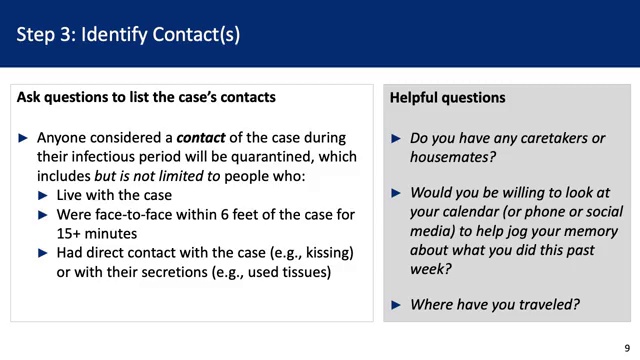 Step 3: Identify Contact(s)
Ask questions to list the case's contacts
► Anyone considered a contact of the case during
their infectious period will be quarantined, which
includes but is not limited to people who:
► Live with the case
► Were face-to-face within 6 feet of the case for
15+ minutes
► Had direct contact with the case (e.g., kissing)
or with their secretions (e.g., used tissues)
Helpful questions
► Do you have any caretakers or
housemates?
► Would you be willing to look at
your calendar (or phone or social
media) to help jog your memory
about what you did this past
week?
► Where have you traveled?
9